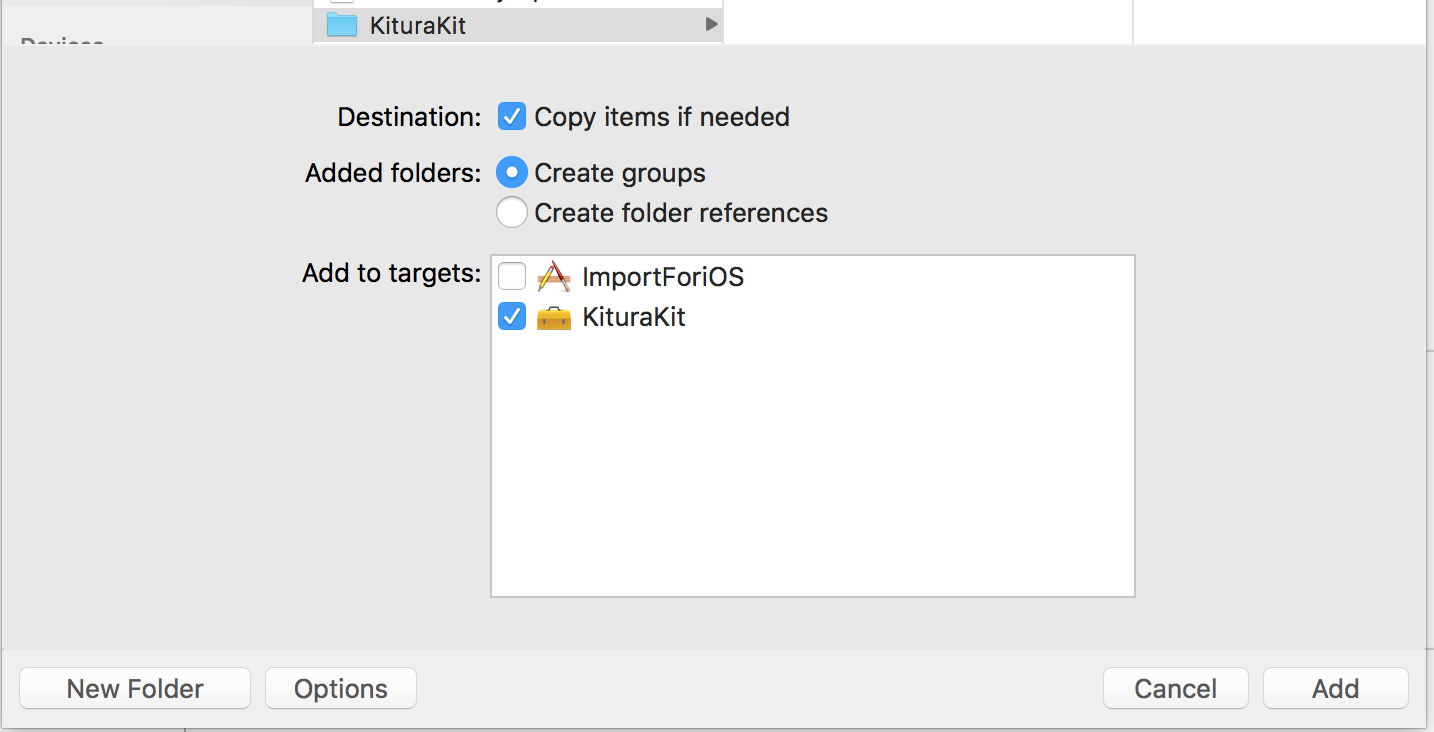 KituraKit
Devices
Destination: Copy items if needed
Added folders: Create groups
Create folder references
Add to targets: ImportForiOS
KituraKit
New Folder Options Cancel Add